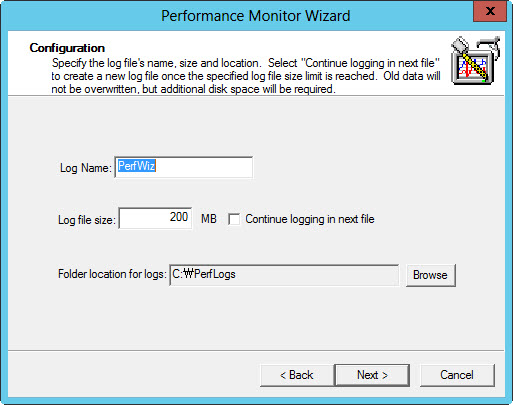 Performance Monitor Wizard
x
Configuration
Specify the log file's name, size and location. Select "Continue logging in next file"
to create a new log file once the specified log file size limit is reached. Old data will
not be overwritten, but additional disk space will be required.
Log Name: PerfWiz
Log file size: 200 MB Continue logging in next file
Folder location for logs: C:₩PerfLogs Browse
< Back Next > Cancel